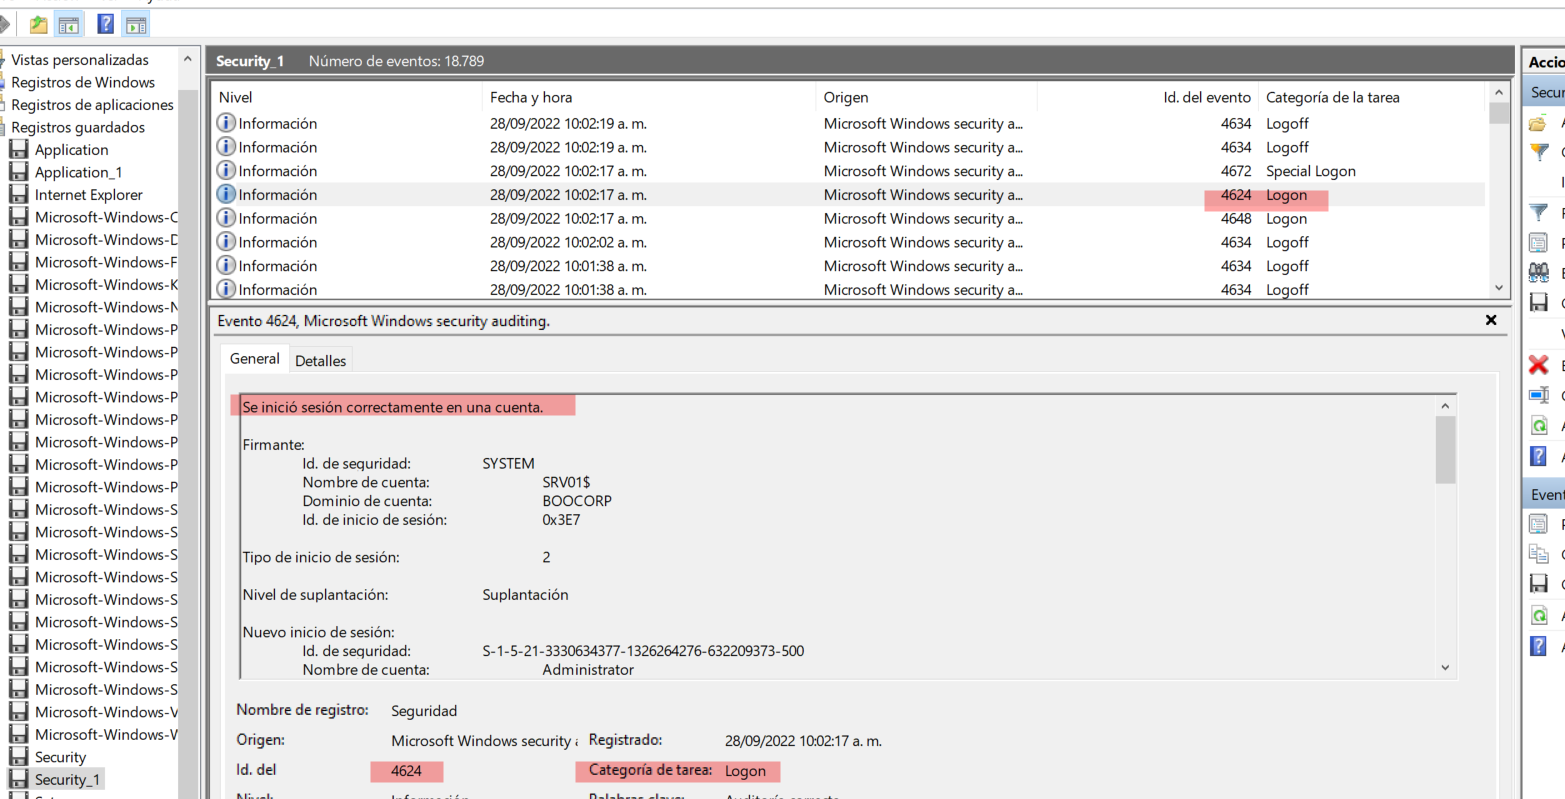 Vistas personalizadas
Registros de Windows
Registros de aplicaciones
Registros guardados
Application
Application_1
Internet Explorer
Microsoft-Windows-C
Microsoft-Windows-D
Microsoft-Windows-F
Microsoft-Windows-K
Microsoft-Windows-N
Microsoft-Windows-P
Microsoft-Windows-P
Microsoft-Windows-P
Microsoft-Windows-P
Microsoft-Windows-P
Microsoft-Windows-P
Microsoft-Windows-P
Microsoft-Windows-P
Microsoft-Windows-S
Microsoft-Windows-S
Microsoft-Windows-S
Microsoft-Windows-S
Microsoft-Windows-S
Microsoft-Windows-S
Microsoft-Windows-S
Microsoft-Windows-S
Microsoft-Windows-S
Microsoft-Windows-V
Microsoft-Windows-V
Security
Security_1
Security_1 Número de eventos: 18.789
Nivel Fecha y hora Origen Id. del evento Categoría de la tarea
Información 28/09/2022 10:02:19 a. m. Microsoft Windows security a... 4634 Logoff
Información 28/09/2022 10:02:19 a. m. Microsoft Windows security a... 4634 Logoff
Información 28/09/2022 10:02:17 a. m. Microsoft Windows security a... 4672 Special Logon
Información 28/09/2022 10:02:17 a. m. Microsoft Windows security a... 4624 Logon
Información 28/09/2022 10:02:17 a. m. Microsoft Windows security a... 4648 Logon
Información 28/09/2022 10:02:02 a. m. Microsoft Windows security a... 4634 Logoff
Información 28/09/2022 10:01:38 a. m. Microsoft Windows security a... 4634 Logoff
Información 28/09/2022 10:01:38 a. m. Microsoft Windows security a... 4634 Logoff
Evento 4624, Microsoft Windows security auditing.
General Detalles
Se inició sesión correctamente en una cuenta.
Firmante:
Id. de seguridad: SYSTEM
Nombre de cuenta: SRV01$
Dominio de cuenta: BOOCORP
Id. de inicio de sesión: 0x3E7
Tipo de inicio de sesión: 2
Nivel de suplantación: Suplantación
Nuevo inicio de sesión:
Id. de seguridad: S-1-5-21-3330634377-1326264276-632209373-500
Nombre de cuenta: Administrator
Nombre de registro: Seguridad
Origen: Microsoft Windows security Registrado: 28/09/2022 10:02:17 a. m.
Id. del 4624 Categoría de tarea: Logon
Nivel: Información Palabras clave: Auditoría correcta
Accio
Secur
Event